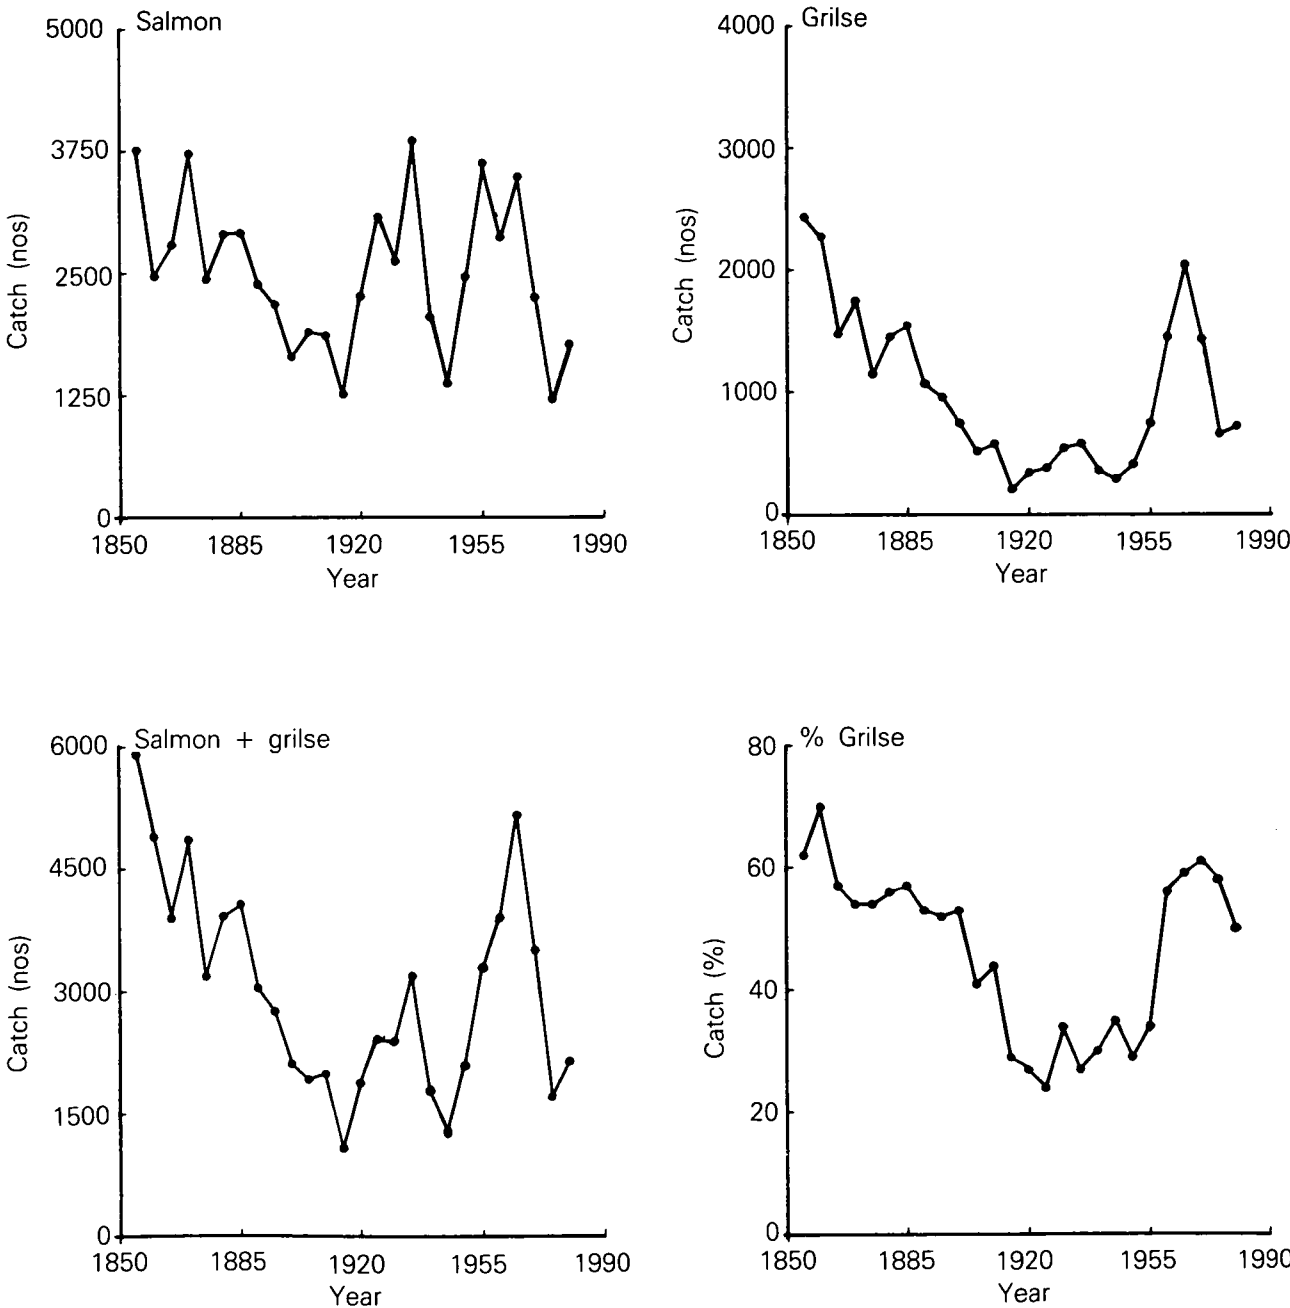 Salmon
5000
3750
2500
1250
0
Catch (nos)
1850 1885 1920 1955 1990
Year
Grilse
4000
3000
2000
1000
0
Catch (nos)
1850 1885 1920 1955 1990
Year
Salmon + grilse
6000
4500
3000
1500
0
Catch (nos)
1850 1885 1920 1955 1990
Year
% Grilse
80
60
40
20
0
Catch (%)
1850 1885 1920 1955 1990
Year